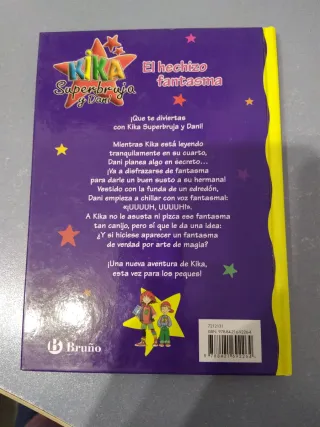 KIKA
Superbruja
y Dani
El hechizo
fantasma
¡Que te diviertas
con Kika Superbruja y Dani!
Mientras Kika está leyendo
tranquilamente en su cuarto,
Dani planea algo en secreto...
¡Va a disfrazarse de fantasma
para darle un buen susto a su hermana!
Vestido con la funda de un edredón,
Dani empieza a chillar con voz fantasmal:
«¡UUUUH, UUUUH!».
A Kika no le asusta ni pizca ese fantasma
tan canijo, pero sí que le da una idea:
¿Y si hiciese aparecer un fantasma
de verdad por arte de magia?
¡Una nueva aventura de Kika,
esta vez para los peques!
B Bruño